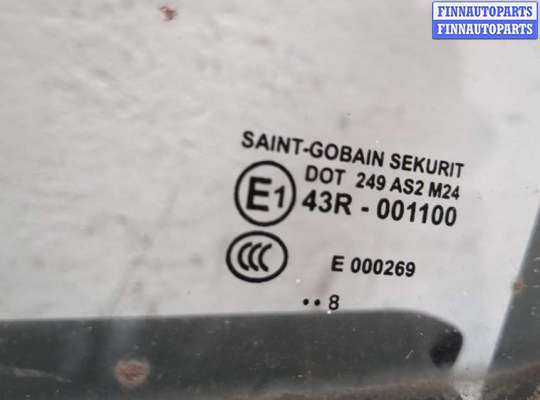 FINNAUTOPARTS
FINNAUTOPARTS
SAINT-GOBAIN SEKURIT
DOT 249 AS2 M24
E1 43R - 001100
CCC E 000269
•• 8